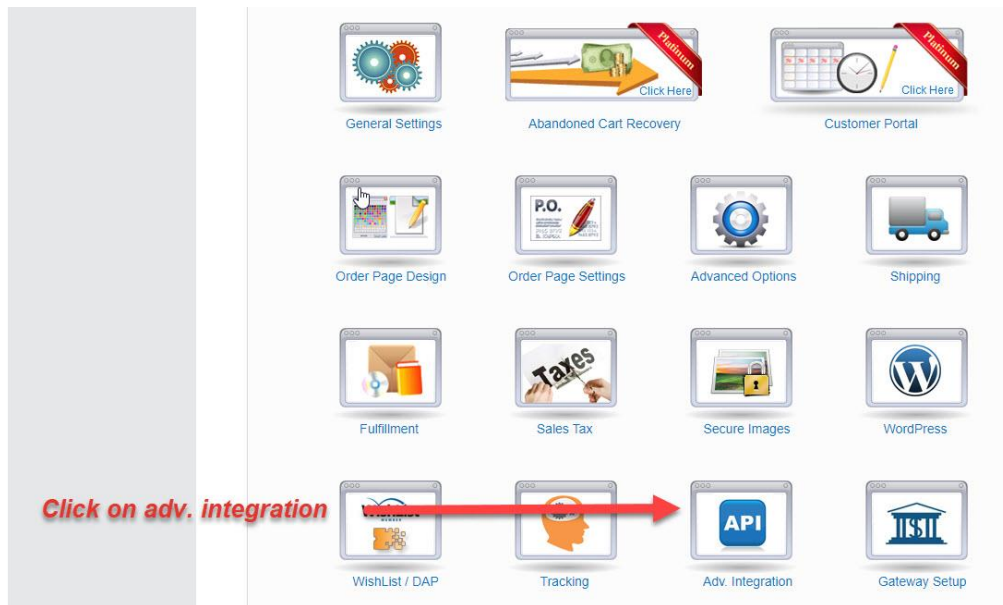 Platinum
Click Here
Platinum
Click Here
General Settings
Abandoned Cart Recovery
Customer Portal
P.O.
Order Page Design
Order Page Settings
Advanced Options
Shipping
Taxes
Fulfillment
Sales Tax
Secure Images
WordPress
Click on adv. integration
WishList
MEMBER
API
WishList / DAP
Tracking
Adv. Integration
Gateway Setup